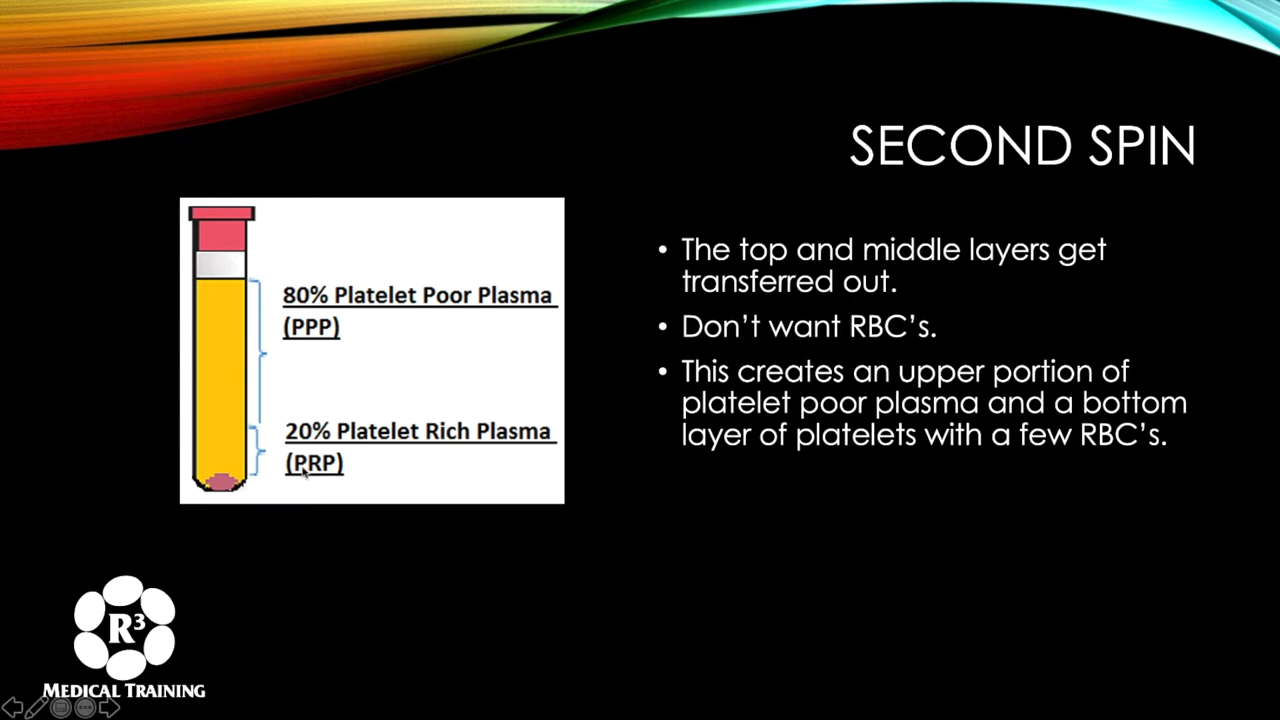 SECOND SPIN
80% Platelet Poor Plasma
(PPP)
20% Platelet Rich Plasma
(PRP)
• The top and middle layers get
transferred out.
• Don't want RBC's.
• This creates an upper portion of
platelet poor plasma and a bottom
layer of platelets with a few RBC's.
R³
MEDICAL TRAINING